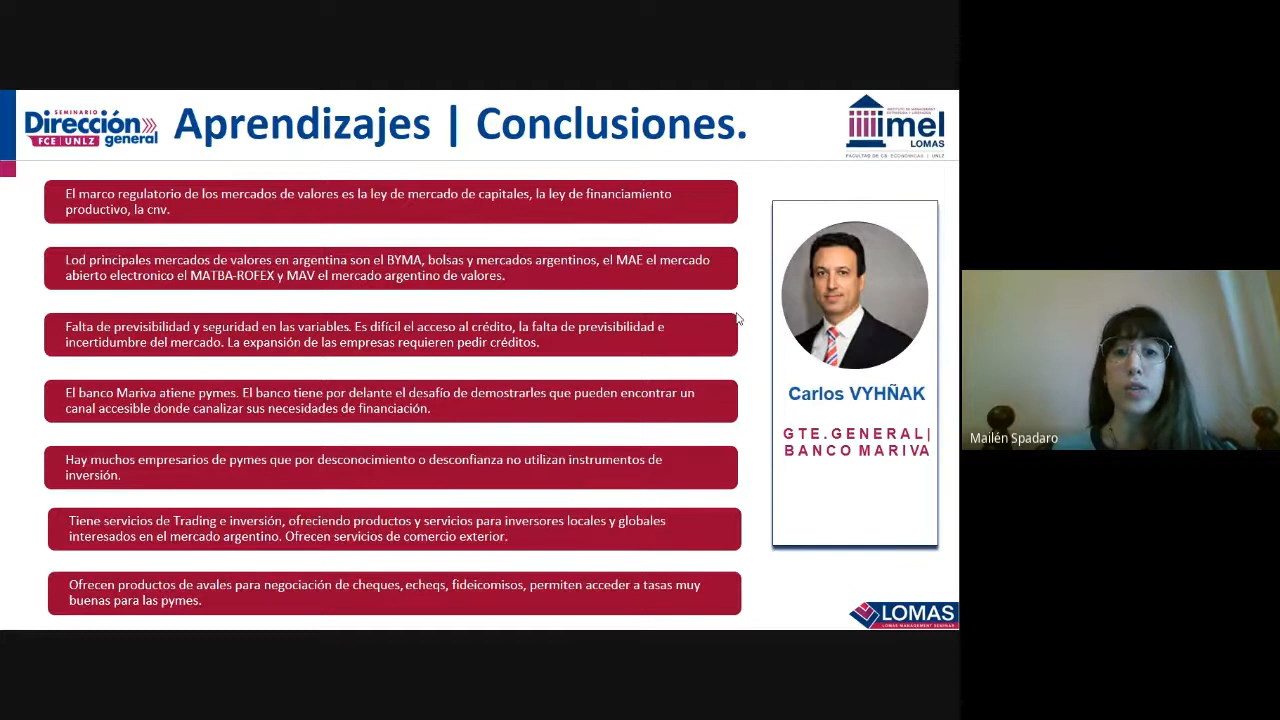 SEMINARIO
Dirección
general
FCE | UNLZ
Aprendizajes | Conclusiones.
imel
LOMAS
FACULTAD DE CS. ECONÓMICAS | UNLZ
El marco regulatorio de los mercados de valores es la ley de mercado de capitales, la ley de financiamiento
productivo, la cnv.
Lod principales mercados de valores en argentina son el BYMA, bolsas y mercados argentinos, el MAE el mercado
abierto electronico el MATBA-ROFEX y MAV el mercado argentino de valores.
Falta de previsibilidad y seguridad en las variables. Es difícil el acceso al crédito, la falta de previsibilidad e
incertidumbre del mercado. La expansión de las empresas requieren pedir créditos.
El banco Mariva atiene pymes. El banco tiene por delante el desafío de demostrarles que pueden encontrar un
canal accesible donde canalizar sus necesidades de financiación.
Hay muchos empresarios de pymes que por desconocimiento o desconfianza no utilizan instrumentos de
inversión.
Tiene servicios de Trading e inversión, ofreciendo productos y servicios para inversores locales y globales
interesados en el mercado argentino. Ofrecen servicios de comercio exterior.
Ofrecen productos de avales para negociación de cheques, echeqs, fideicomisos, permiten acceder a tasas muy
buenas para las pymes.
Carlos VYHÑAK
GTE.GENERAL|
BANCO MARIVA
LOMAS
LOMAS MANAGEMENT SEMINAR
Mailén Spadaro